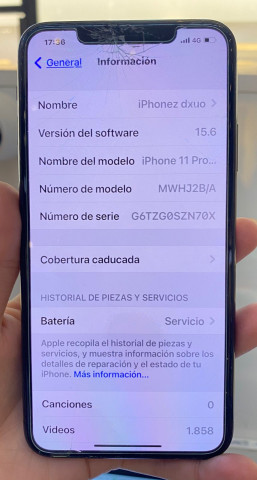 17:38
4G
General
Información
Nombre
iPhonez dxuo
Versión del software
15.6
Nombre del modelo
iPhone 11 Pro...
Número de modelo
MWHJ2B/A
Número de serie
G6TZG0SZN70X
Cobertura caducada
HISTORIAL DE PIEZAS Y SERVICIOS
Batería
Servicio
Apple recopila el historial de piezas y
servicios, y muestra información sobre los
detalles de reparación y el estado de tu
iPhone. Más información...
Canciones
0
Videos
1.858